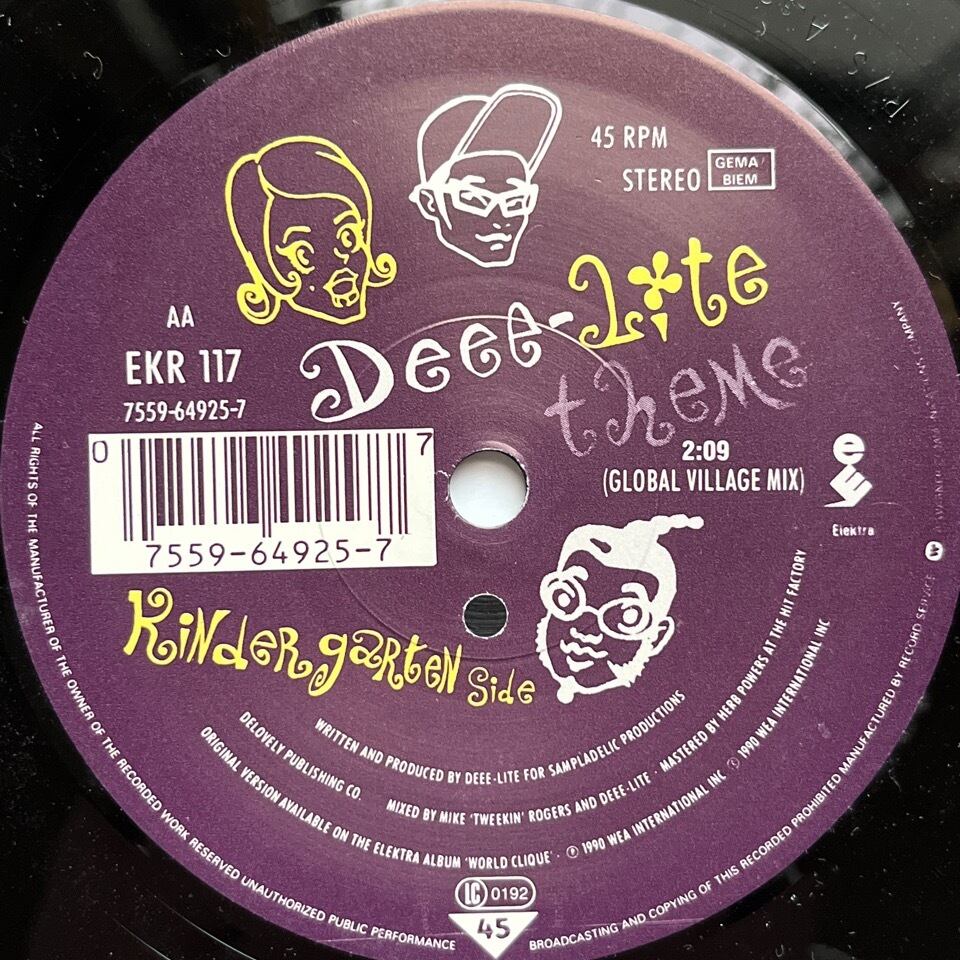 45 RPM
STEREO GEMA/
BIEM
AA
EKR 117
7559-64925-7
Deee-Lite
theme
2:09
(GLOBAL VILLAGE MIX)
0 7
7559-64925-7
Elektra
Kindergarten side
WRITTEN AND PRODUCED BY DEEE-LITE FOR SAMPLADELIC PRODUCTIONS
DELOVELY PUBLISHING CO. MIXED BY MIKE 'TWEEKIN' ROGERS AND DEEE-LITE · MASTERED BY HERB POWERS AT THE HIT FACTORY
ORIGINAL VERSION AVAILABLE ON THE ELEKTRA ALBUM 'WORLD CLIQUE' · ℗ 1990 WEA INTERNATIONAL INC © 1990 WEA INTERNATIONAL INC
LC 0192
45
ALL RIGHTS OF THE MANUFACTURER OF THE OWNER OF THE RECORDED WORK RESERVED UNAUTHORIZED PUBLIC PERFORMANCE BROADCASTING AND COPYING OF THIS RECORDED PROHIBITED MANUFACTURED BY RECORD SERVICE
COMPANY